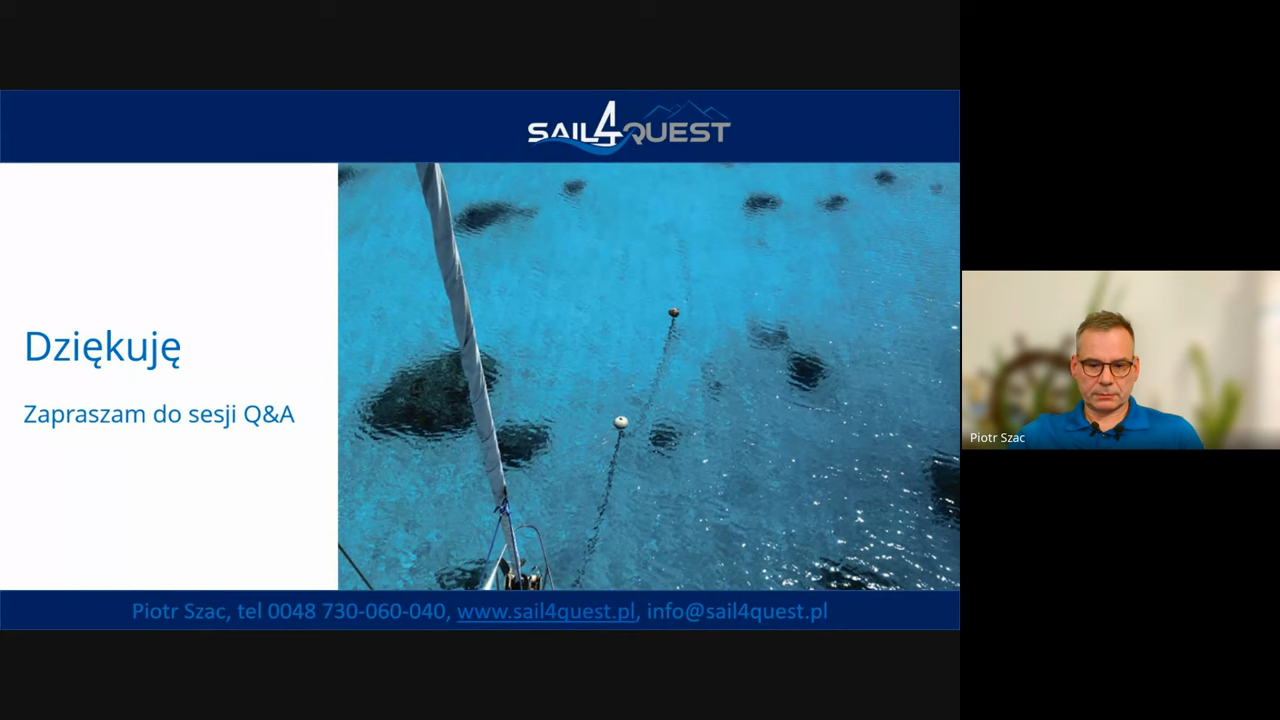 SAIL4QUEST
Dziękuję
Zapraszam do sesji Q&A
Piotr Szac
Piotr Szac, tel 0048 730-060-040, www.sail4quest.pl, info@sail4quest.pl